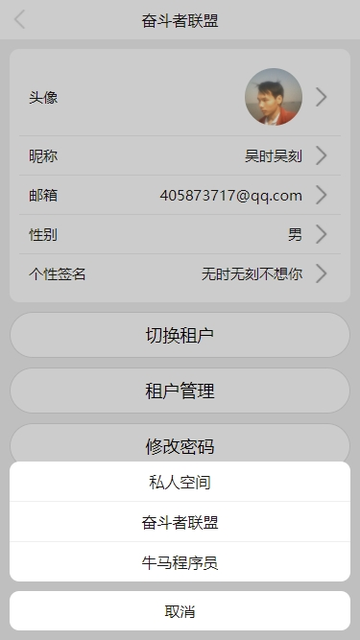 奋斗者联盟
头像
昵称 昊时昊刻
邮箱 405873717@qq.com
性别 男
个性签名 无时无刻不想你
切换租户
租户管理
修改密码
私人空间
奋斗者联盟
牛马程序员
取消